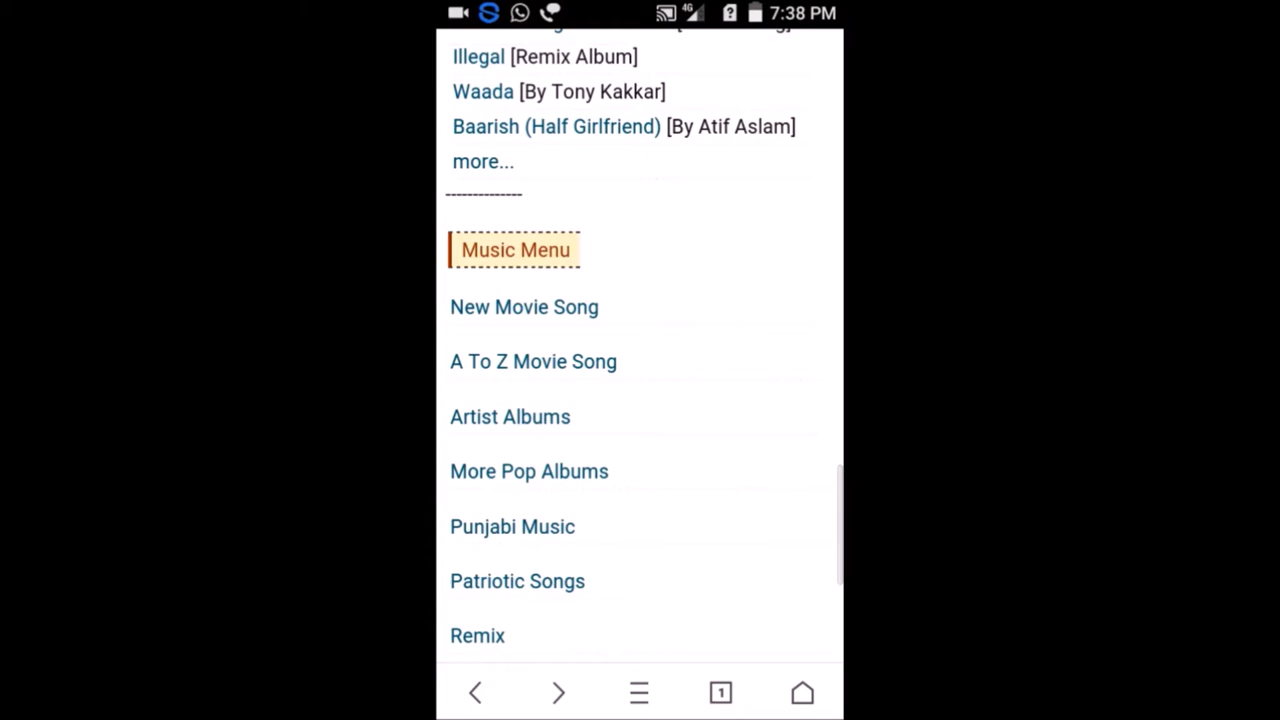 4G 7:38 PM
Illegal [Remix Album]
Waada [By Tony Kakkar]
Baarish (Half Girlfriend) [By Atif Aslam]
more...
--------------
Music Menu
New Movie Song
A To Z Movie Song
Artist Albums
More Pop Albums
Punjabi Music
Patriotic Songs
Remix
1